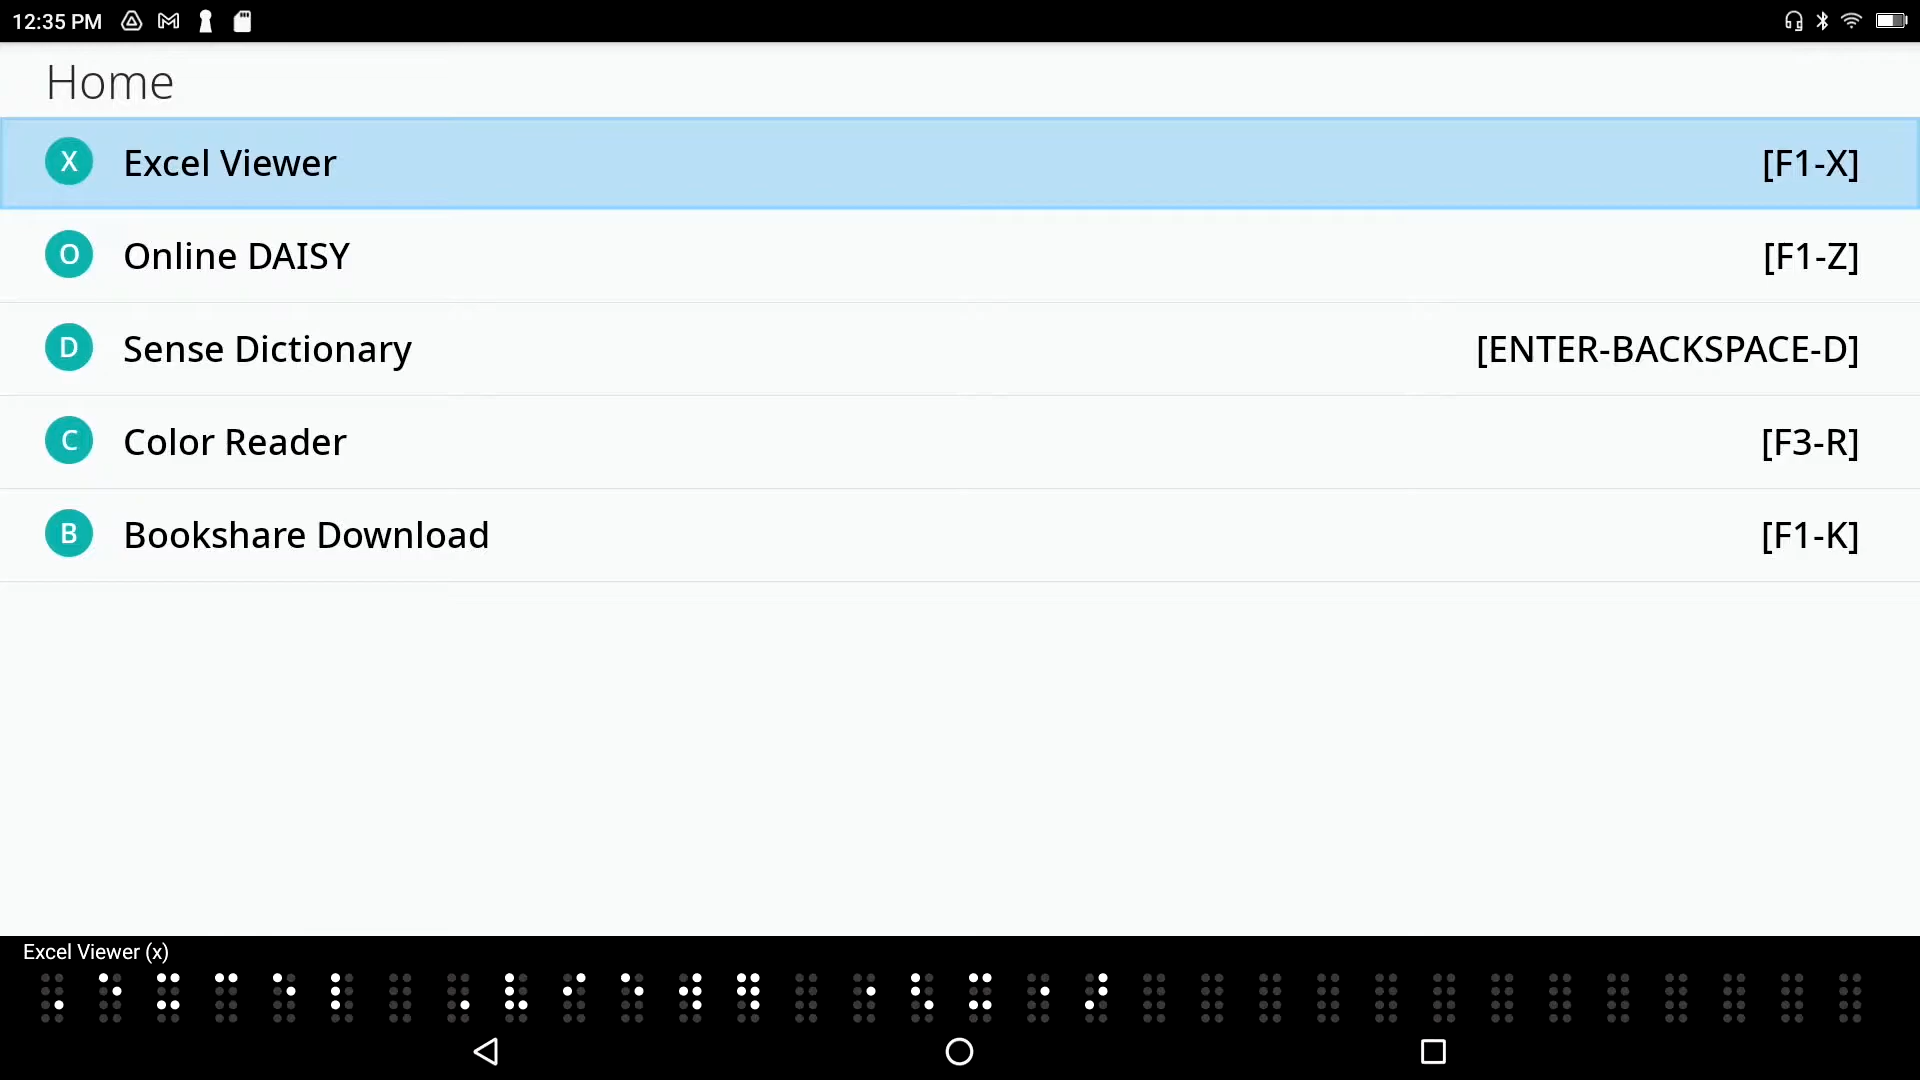 12:35 PM
Home
X Excel Viewer [F1-X]
O Online DAISY [F1-Z]
D Sense Dictionary [ENTER-BACKSPACE-D]
C Color Reader [F3-R]
B Bookshare Download [F1-K]
Excel Viewer (x)
⠠⠑⠭⠉⠑⠇⠀⠠⠧⠊⠑⠺⠻⠀⠐⠣⠭⠐⠜